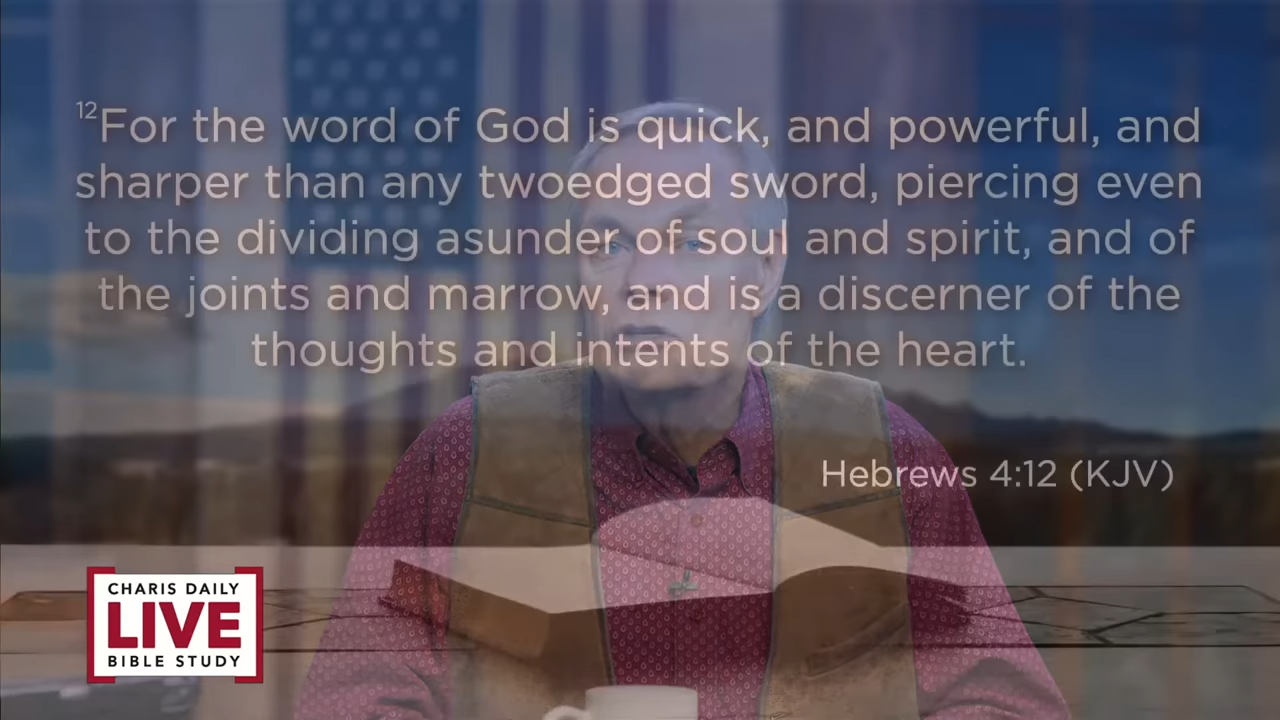 12For the word of God is quick, and powerful, and
sharper than any twoedged sword, piercing even
to the dividing asunder of soul and spirit, and of
the joints and marrow, and is a discerner of the
thoughts and intents of the heart.
Hebrews 4:12 (KJV)
CHARIS DAILY
LIVE
BIBLE STUDY